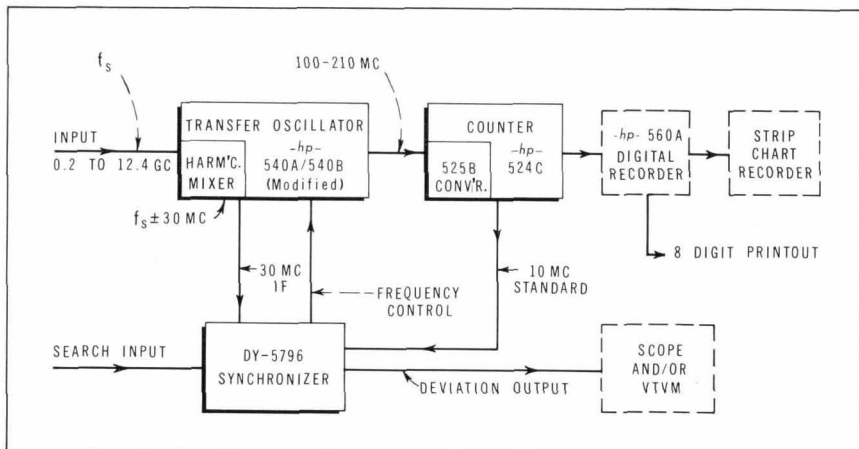 fs
100-210 MC
INPUT
0.2 TO 12.4 GC
TRANSFER OSCILLATOR
-hp-
540A/540B
(Modified)
HARM'C.
MIXER
COUNTER
-hp-
524C
525B
CONV'R.
-hp- 560A
DIGITAL
RECORDER
STRIP
CHART
RECORDER
fs ± 30 MC
8 DIGIT PRINTOUT
30 MC
IF
FREQUENCY
CONTROL
10 MC
STANDARD
SEARCH INPUT
DY-5796
SYNCHRONIZER
DEVIATION OUTPUT
SCOPE
AND/OR
VTVM